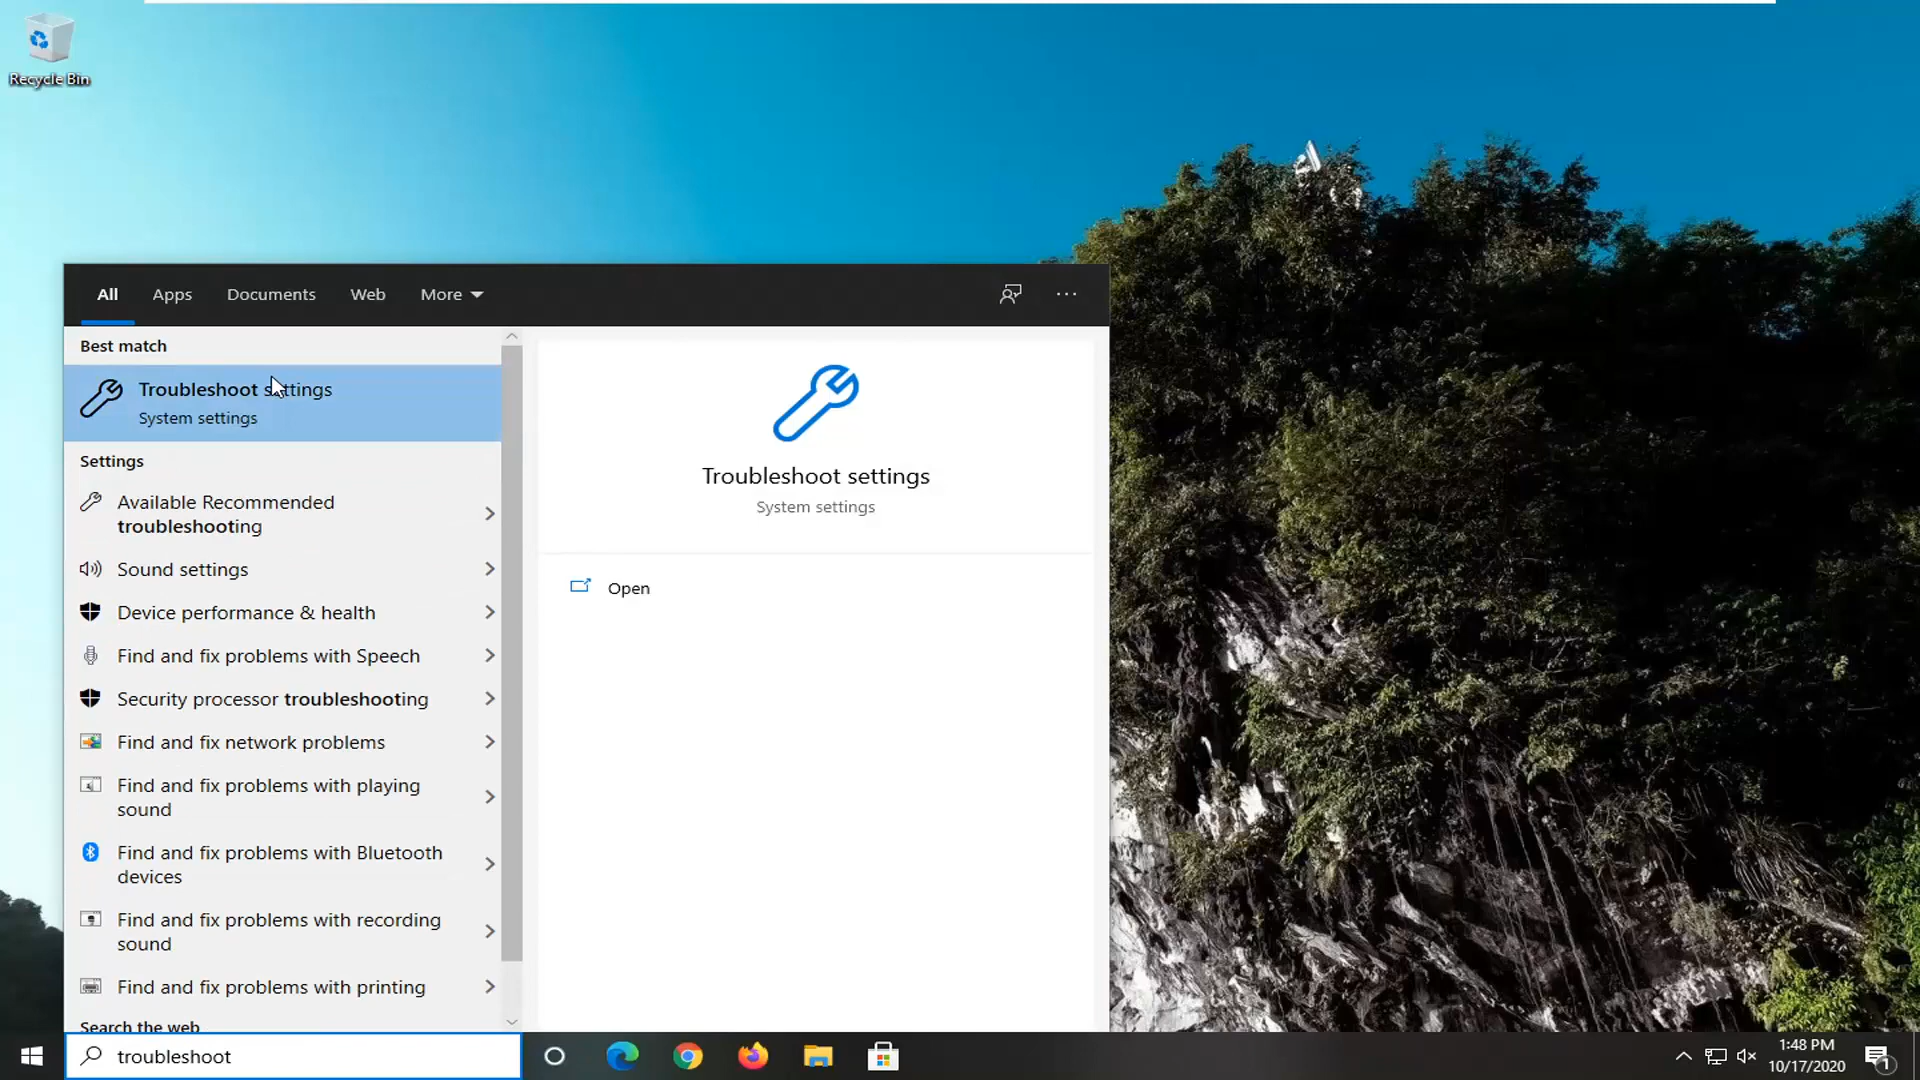 Recycle Bin
All
Apps
Documents
Web
More
Best match
Troubleshoot settings
System settings
Settings
Available Recommended
troubleshooting
Sound settings
Device performance & health
Find and fix problems with Speech
Security processor troubleshooting
Find and fix network problems
Find and fix problems with playing
sound
Find and fix problems with Bluetooth
devices
Find and fix problems with recording
sound
Find and fix problems with printing
Search the web
Troubleshoot settings
System settings
Open
troubleshoot
1:48 PM
10/17/2020
1